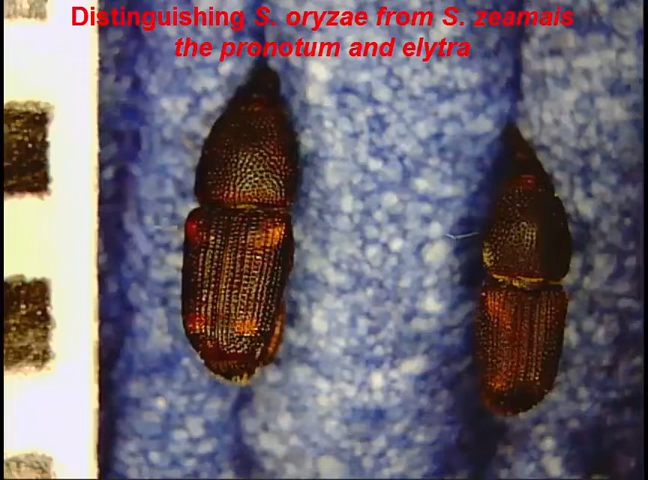 Distinguishing S. oryzae from S. zeamais
the pronotum and elytra